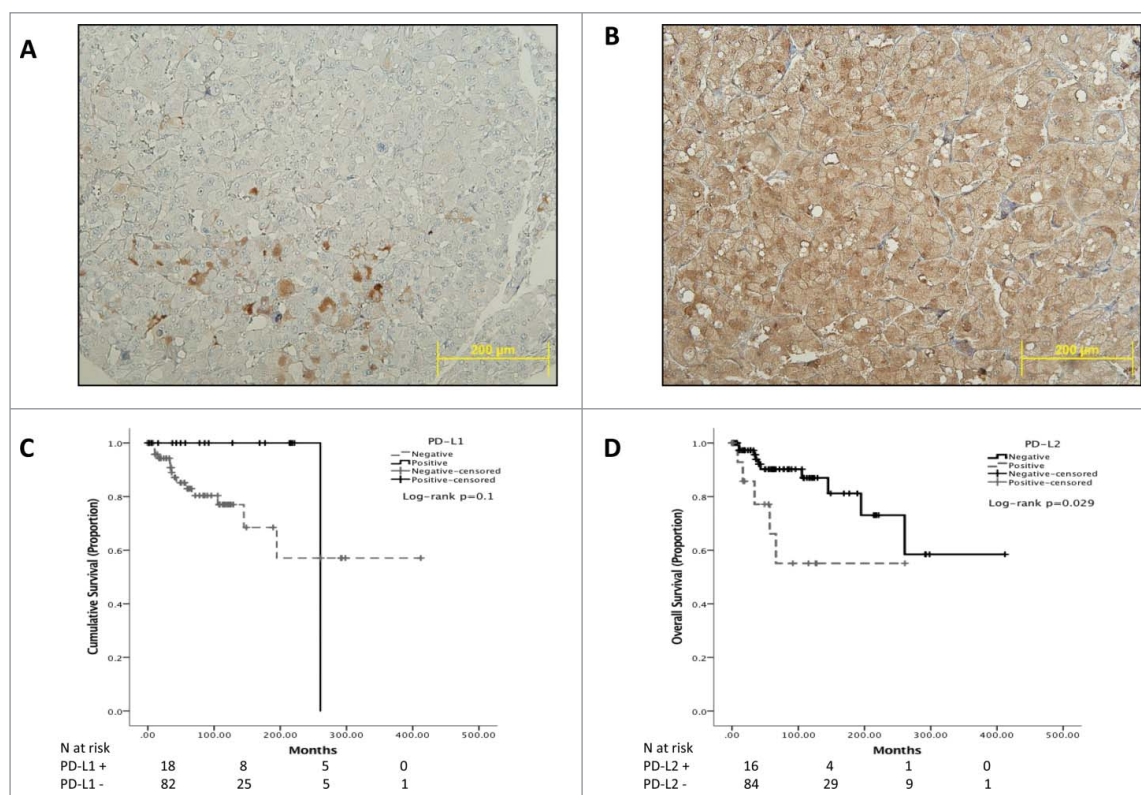 A
B
200 µm
200 µm
C
1.0
0.8
0.6
0.4
0.2
0.0
Cumulative Survival (Proportion)
PD-L1
Negative
Positive
Negative-censored
Positive-censored
Log-rank p=0.1
.00 100.00 200.00 300.00 400.00 500.00
Months
N at risk
PD-L1 + 18 8 5 0
PD-L1 - 82 25 5 1
D
1.0
0.8
0.6
0.4
0.2
0.0
Overall Survival (Proportion)
PD-L2
Negative
Positive
Negative-censored
Positive-censored
Log-rank p=0.029
.00 100.00 200.00 300.00 400.00 500.00
Months
N at risk
PD-L2 + 16 4 1 0
PD-L2 - 84 29 9 1